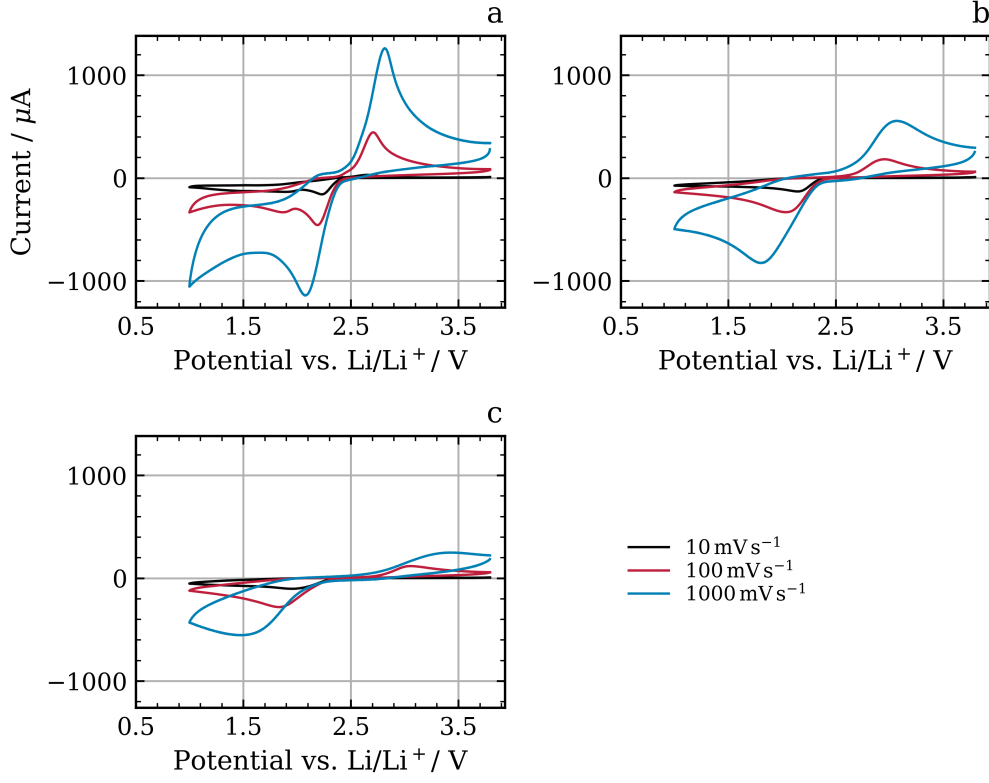 a
1000
0
−1000
0.5 1.5 2.5 3.5
Current / μA
Potential vs. Li/Li⁺/ V
b
1000
0
−1000
0.5 1.5 2.5 3.5
Potential vs. Li/Li⁺/ V
c
1000
0
−1000
0.5 1.5 2.5 3.5
Potential vs. Li/Li⁺/ V
10 mV s⁻¹
100 mV s⁻¹
1000 mV s⁻¹